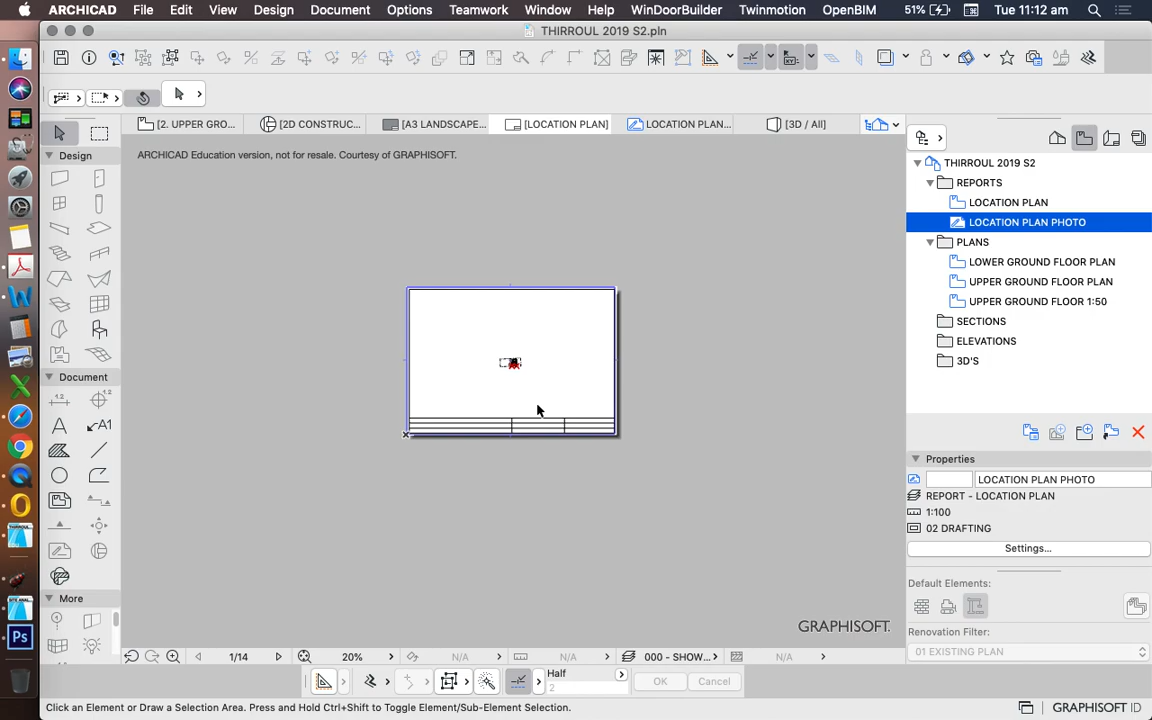 ARCHICAD File Edit View Design Document Options Teamwork Window Help WinDoorBuilder Twinmotion OpenBIM 51% Tue 11:12 am
THIRROUL 2019 S2.pln
[2. UPPER GRO... [2D CONSTRUC... [A3 LANDSCAPE... [LOCATION PLAN] LOCATION PLAN... [3D / All]
ARCHICAD Education version, not for resale. Courtesy of GRAPHISOFT.
Design
Document
A1
More
THIRROUL 2019 S2
REPORTS
LOCATION PLAN
LOCATION PLAN PHOTO
PLANS
LOWER GROUND FLOOR PLAN
UPPER GROUND FLOOR PLAN
UPPER GROUND FLOOR 1:50
SECTIONS
ELEVATIONS
3D'S
Properties
LOCATION PLAN PHOTO
REPORT - LOCATION PLAN
1:100
02 DRAFTING
Settings...
Default Elements:
Renovation Filter:
01 EXISTING PLAN
GRAPHISOFT.
1/14 20% N/A N/A 000 - SHOW... N/A
Half
2
OK Cancel
Click an Element or Draw a Selection Area. Press and Hold Ctrl+Shift to Toggle Element/Sub-Element Selection.
GRAPHISOFT ID